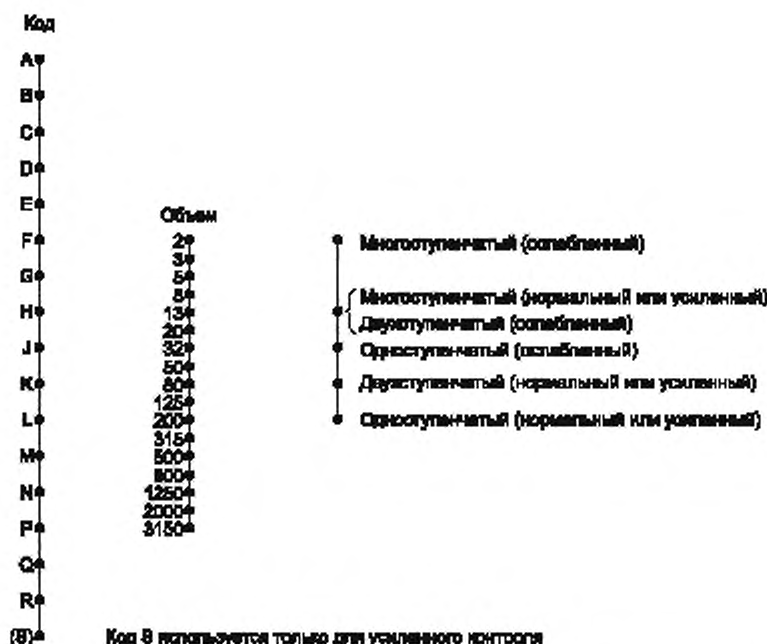 Код
A
B
C
D
E
Объем
F
2
Многоступенчатый (ослабленный)
3
G
5
8
Многоступенчатый (нормальный или усиленный)
H
13
Двухступенчатый (ослабленный)
20
J
32
Одноступенчатый (ослабленный)
50
K
80
Двухступенчатый (нормальный или усиленный)
125
L
200
Одноступенчатый (нормальный или усиленный)
315
M
500
800
N
1250
2000
P
3150
Q
R
(S)
Код S используется только для усиленного контроля